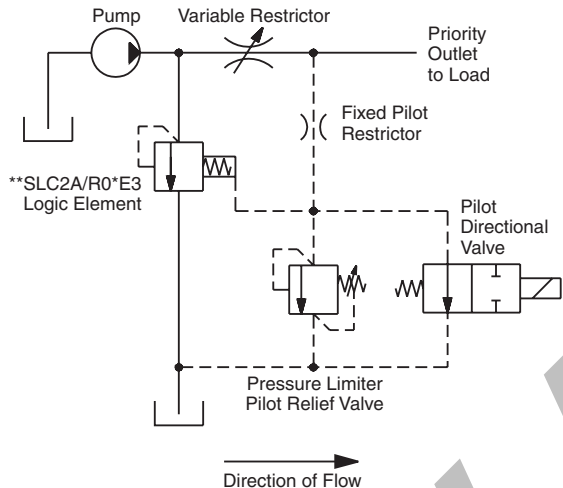 Pump
Variable Restrictor
Priority
Outlet
to Load
Fixed Pilot
Restrictor
**SLC2A/R0*E3
Logic Element
Pilot
Directional
Valve
Pressure Limiter
Pilot Relief Valve
Direction of Flow